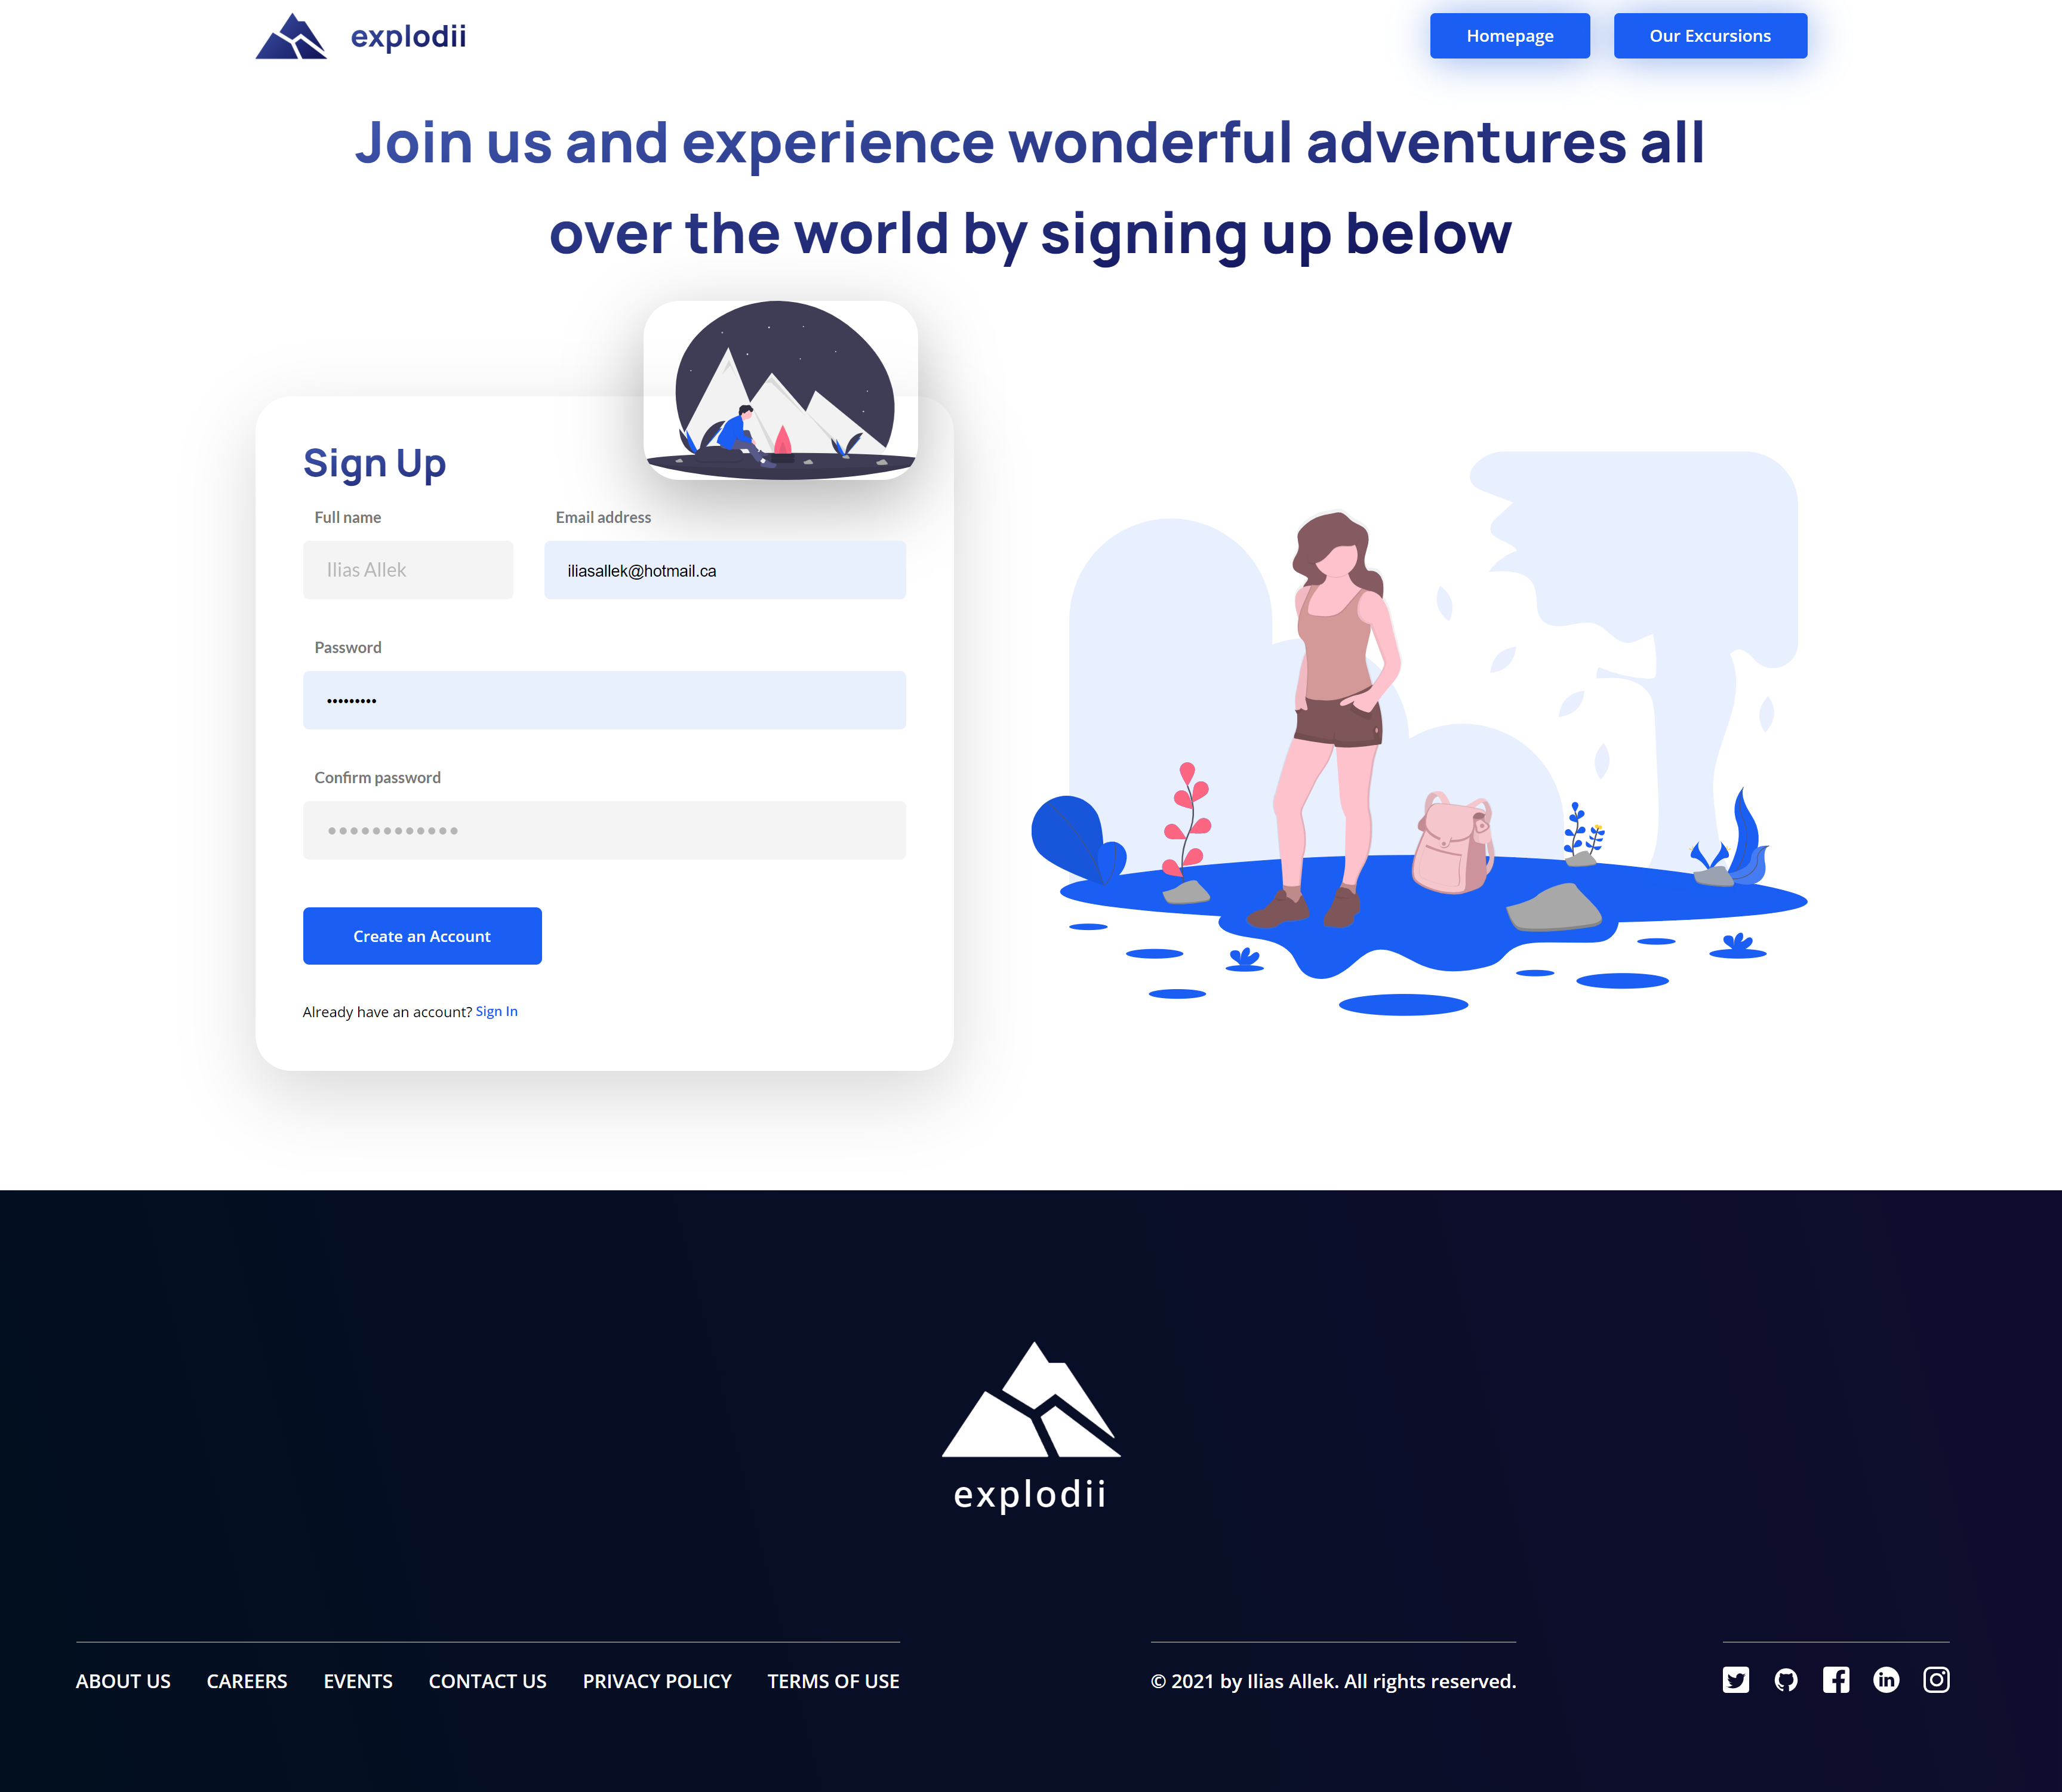 explodii
Homepage
Our Excursions
Join us and experience wonderful adventures all
over the world by signing up below
Sign Up
Full name
Email address
Ilias Allek
iliasallek@hotmail.ca
Password
•••••••••
Confirm password
●●●●●●●●●●●●
Create an Account
Already have an account? Sign In
explodii
ABOUT US
CAREERS
EVENTS
CONTACT US
PRIVACY POLICY
TERMS OF USE
© 2021 by Ilias Allek. All rights reserved.